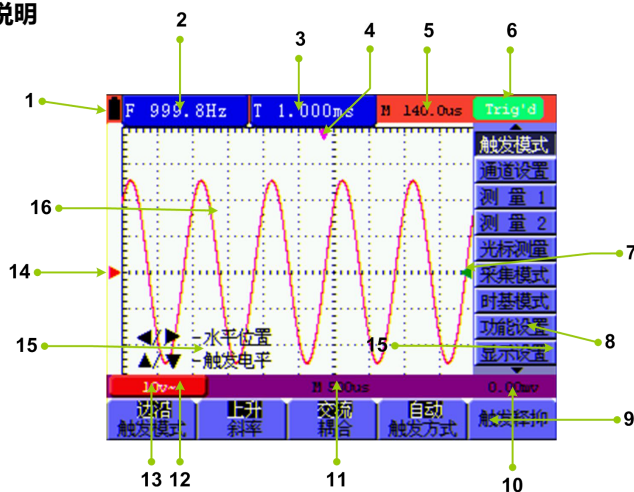 说明
2
3
4
5
6
1
F 999.8Hz
T 1.000ms
M 140.0us
Trig'd
触发模式
通道设置
测 量 1
测 量 2
光标测量
采集模式
时基模式
功能设置
显示设置
16
7
14
8
15
15
◀/▶ - 水平位置
▲/▼ - 触发电平
10v~
0.00mv
边沿
触发模式
上升
斜率
交流
耦合
自动
触发方式
触发释抑
9
13
12
11
10